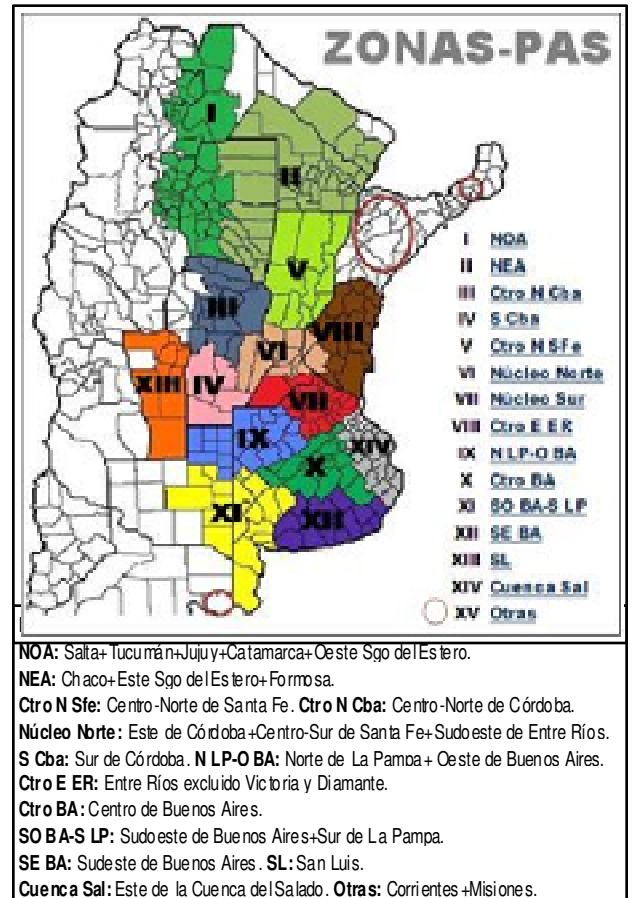 ZONAS-PAS
I
II
III
IV
V
VI
VII
VIII
IX
X
XI
XII
XIII
XIV
I NOA
II NEA
III Ctro N Cba
IV S Cba
V Ctro N SFe
VI Núcleo Norte
VII Núcleo Sur
VIII Ctro E ER
IX N LP-O BA
X Ctro BA
XI SO BA-S LP
XII SE BA
XIII SL
XIV Cuenca Sal
XV Otras
NOA: Salta+Tucumán+Jujuy+Catamarca+Oeste Sgo del Estero.
NEA: Chaco+Este Sgo del Estero+Formosa.
Ctro N Sfe: Centro-Norte de Santa Fe. Ctro N Cba: Centro-Norte de Córdoba.
Núcleo Norte: Este de Córdoba+Centro-Sur de Santa Fe+Sudoeste de Entre Ríos.
S Cba: Sur de Córdoba. N LP-O BA: Norte de La Pampa+ Oeste de Buenos Aires.
Ctro E ER: Entre Ríos excluido Victoria y Diamante.
Ctro BA: Centro de Buenos Aires.
SO BA-S LP: Sudoeste de Buenos Aires+Sur de La Pampa.
SE BA: Sudeste de Buenos Aires. SL: San Luis.
Cuenca Sal: Este de la Cuenca del Salado. Otras: Corrientes+Misiones.